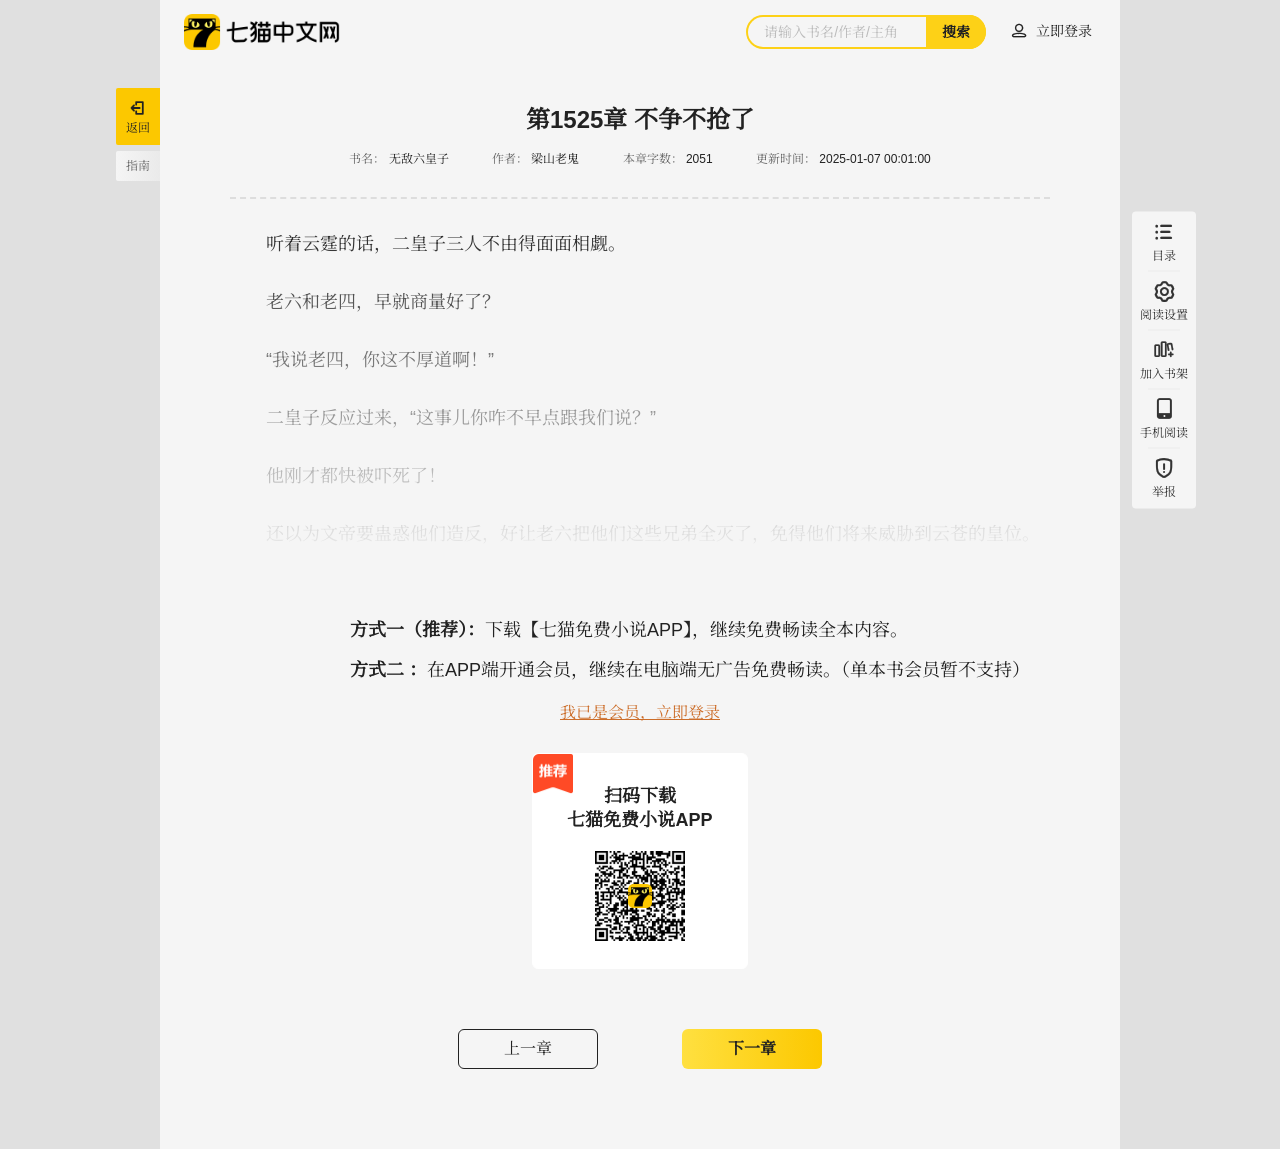 七猫中文网
请输入书名/作者/主角
搜索
立即登录
返回
指南
第1525章 不争不抢了
书名： 无敌六皇子 作者： 梁山老鬼 本章字数： 2051 更新时间： 2025-01-07 00:01:00
听着云霆的话，二皇子三人不由得面面相觑。
老六和老四，早就商量好了？
“我说老四，你这不厚道啊！”
二皇子反应过来，“这事儿你咋不早点跟我们说？”
他刚才都快被吓死了！
还以为文帝要蛊惑他们造反，好让老六把他们这些兄弟全灭了，免得他们将来威胁到云苍的皇位。
目录
阅读设置
加入书架
手机阅读
举报
方式一（推荐）： 下载【七猫免费小说APP】，继续免费畅读全本内容。
方式二 ： 在APP端开通会员，继续在电脑端无广告免费畅读。（单本书会员暂不支持）
我已是会员，立即登录
推荐
扫码下载
七猫免费小说APP
上一章
下一章